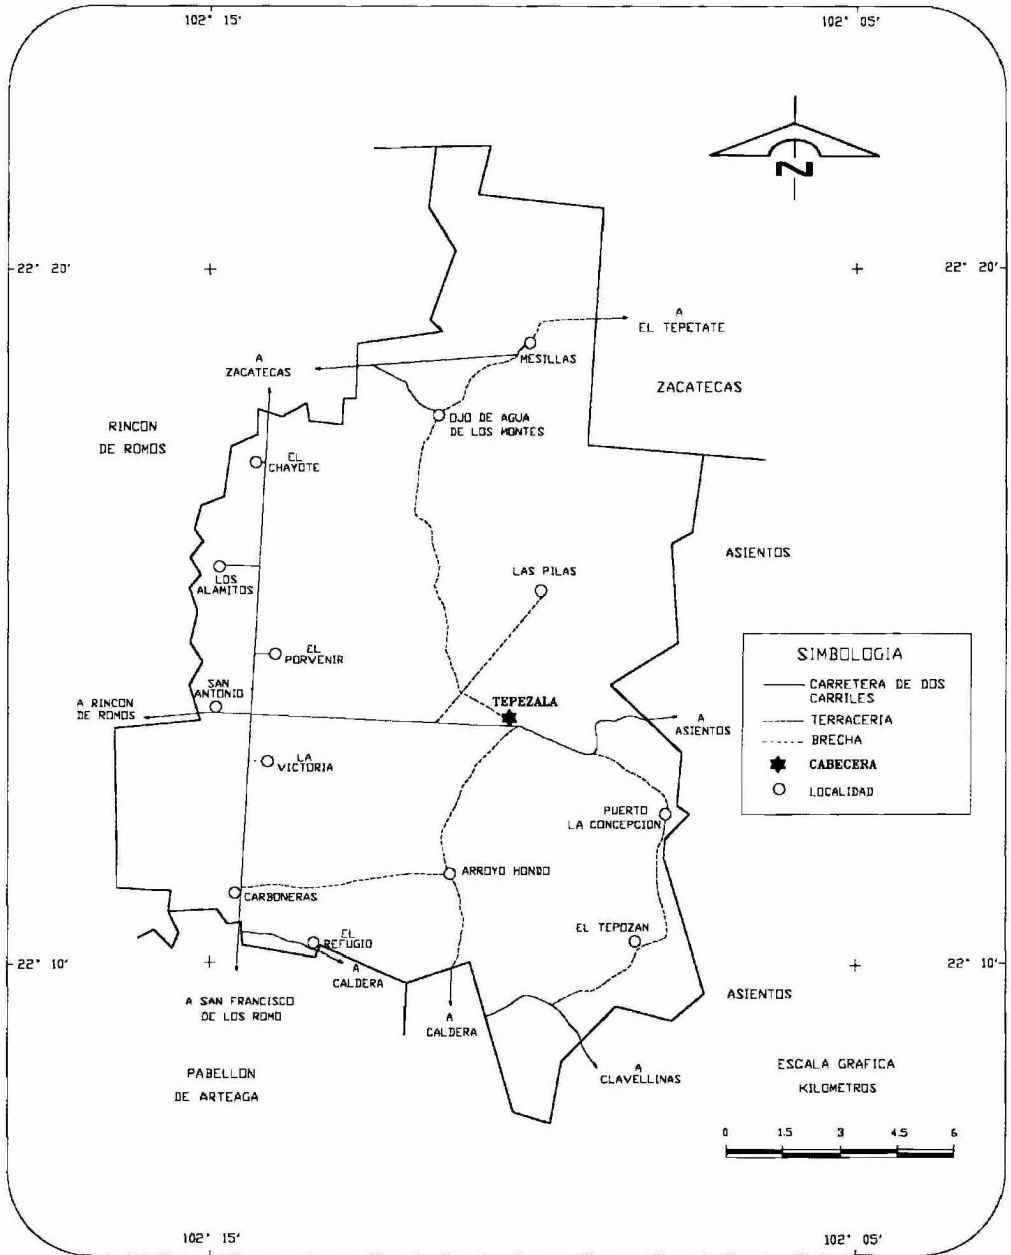 102° 15'
102° 05'
N
22° 20'
22° 20'
A
EL TEPETATE
MESILLAS
A
ZACATECAS
ZACATECAS
OJO DE AGUA
DE LOS MONTES
RINCON
DE ROMOS
EL
CHAYOTE
ASIENTOS
LAS PILAS
LOS
ALAMITOS
EL
PORVENIR
SIMBOLOGIA
CARRETERA DE DOS
CARRILES
TERRACERIA
BRECHA
CABECERA
LOCALIDAD
SAN
ANTONIO
A RINCON
DE ROMOS
TEPEZALA
A
ASIENTOS
LA
VICTORIA
PUERTO
LA CONCEPCION
ARROYO HONDO
CARBONERAS
EL
REFUGIO
EL TEPOZAN
22° 10'
22° 10'
A
CALDERA
A SAN FRANCISCO
DE LOS ROMO
A
CALDERA
ASIENTOS
PABELLON
DE ARTEAGA
A
CLAVELLINAS
ESCALA GRAFICA
KILOMETROS
0 1.5 3 4.5 6
102° 15'
102° 05'